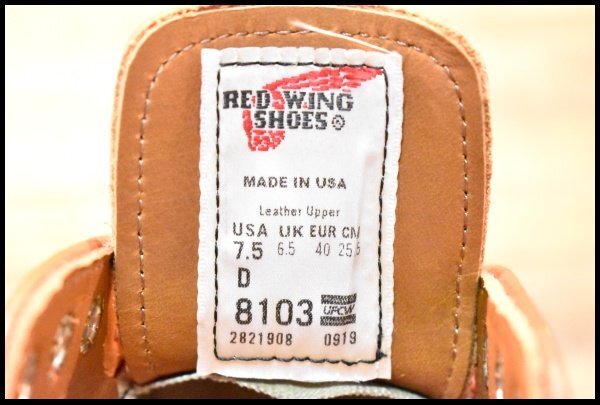 RED WING
SHOES®
MADE IN USA
Leather Upper
USA UK EUR CM
7.5 6.5 40 25.5
D
8103 UFCW
2821908 0919